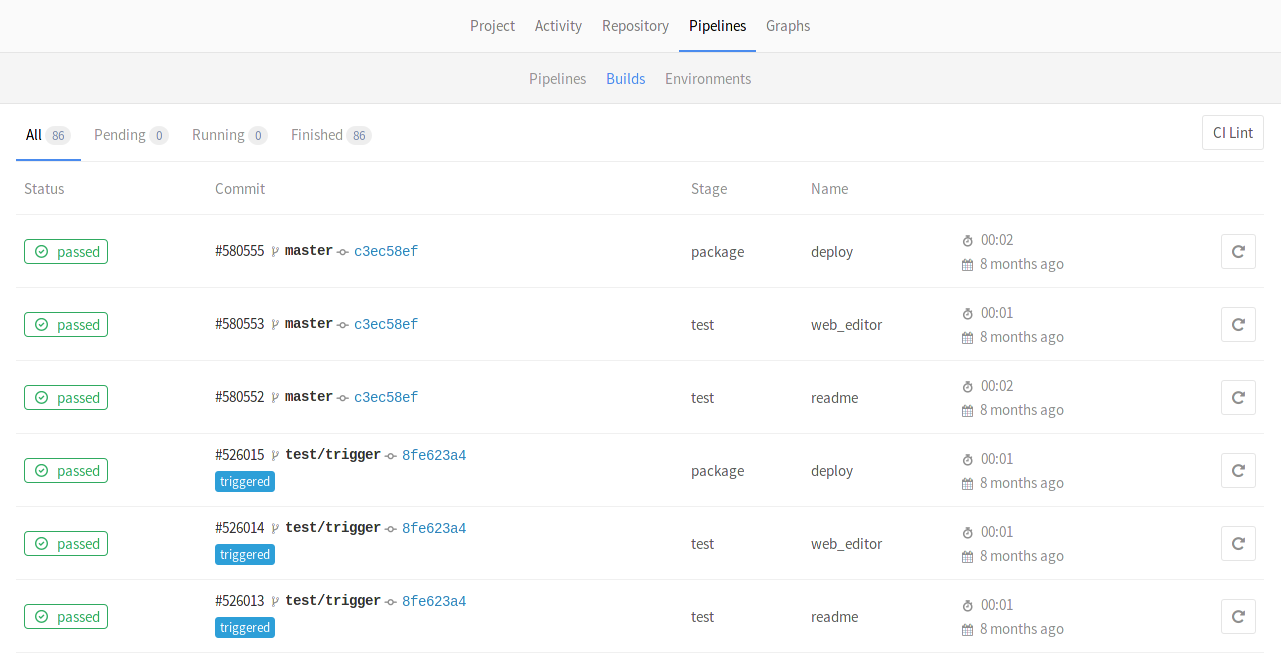 Project Activity Repository Pipelines Graphs
Pipelines Builds Environments
All 86 Pending 0 Running 0 Finished 86 CI Lint
Status Commit Stage Name
passed #580555 master c3ec58ef package deploy 00:02
8 months ago
passed #580553 master c3ec58ef test web_editor 00:01
8 months ago
passed #580552 master c3ec58ef test readme 00:02
8 months ago
passed #526015 test/trigger 8fe623a4 package deploy 00:01
triggered 8 months ago
passed #526014 test/trigger 8fe623a4 test web_editor 00:01
triggered 8 months ago
passed #526013 test/trigger 8fe623a4 test readme 00:01
triggered 8 months ago